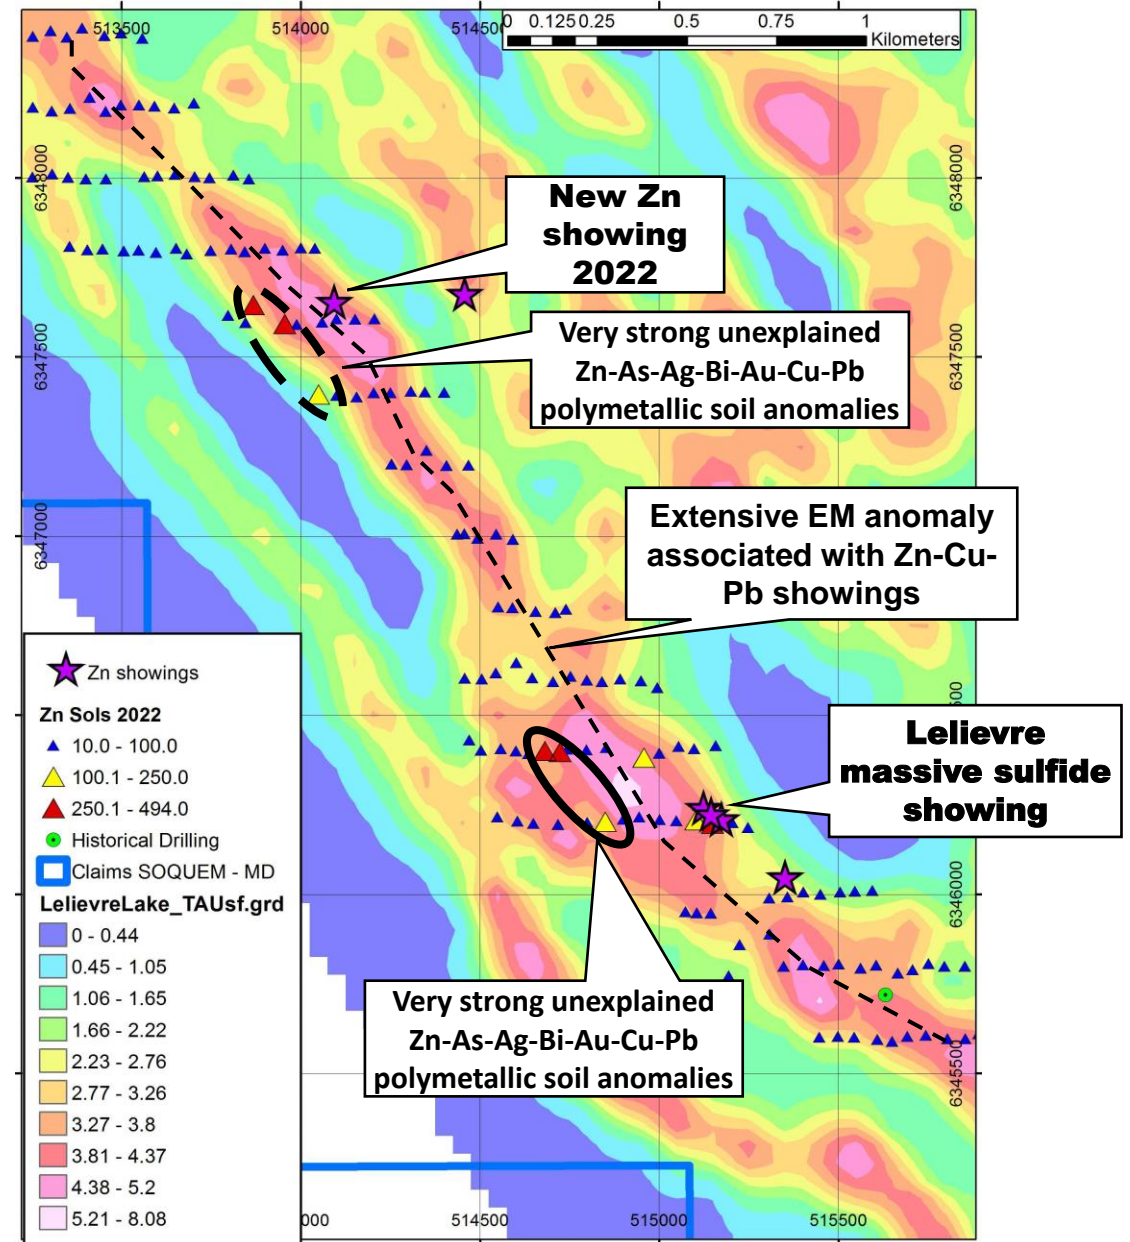 513500
514000
514500
0 0.125 0.25 0.5 0.75 1
Kilometers
6348000
6348000
New Zn
showing
2022
Very strong unexplained
Zn-As-Ag-Bi-Au-Cu-Pb
polymetallic soil anomalies
6347500
6347500
Extensive EM anomaly
associated with Zn-Cu-
Pb showings
6347000
Zn showings
Zn Sols 2022
10.0 - 100.0
100.1 - 250.0
250.1 - 494.0
Historical Drilling
Claims SOQUEM - MD
LelievreLake_TAUsf.grd
0 - 0.44
0.45 - 1.05
1.06 - 1.65
1.66 - 2.22
2.23 - 2.76
2.77 - 3.26
3.27 - 3.8
3.81 - 4.37
4.38 - 5.2
5.21 - 8.08
500
Lelievre
massive sulfide
showing
6346000
Very strong unexplained
Zn-As-Ag-Bi-Au-Cu-Pb
polymetallic soil anomalies
6345500
000
514500
515000
515500